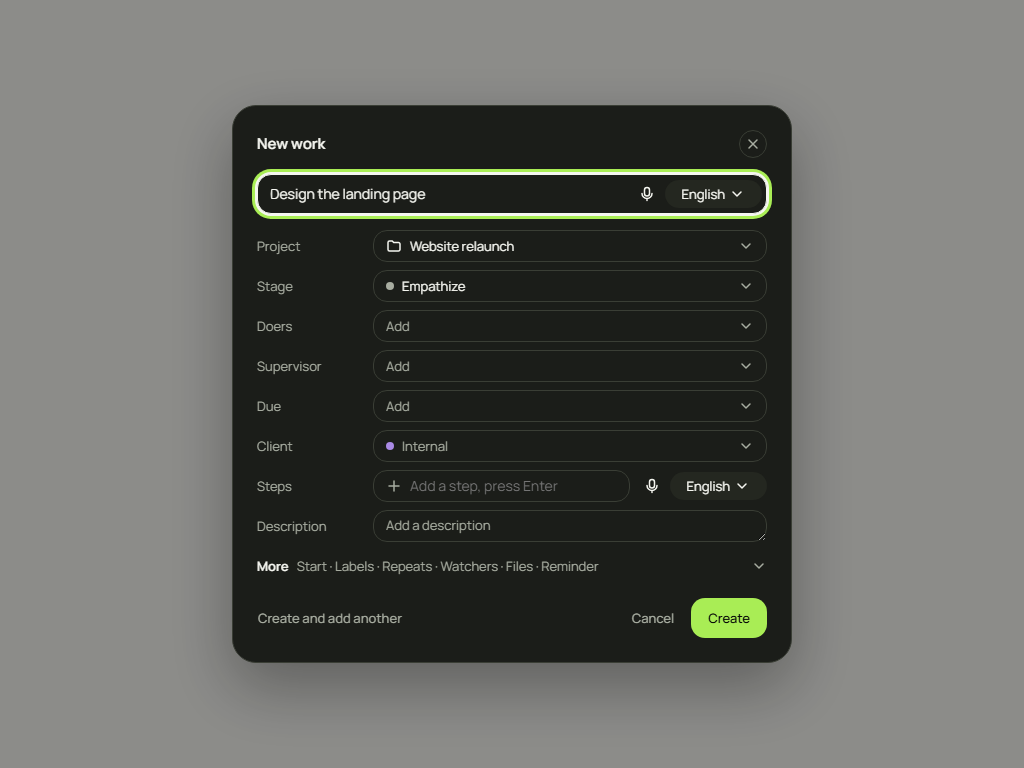 New work
Design the landing page English
Project Website relaunch
Stage Empathize
Doers Add
Supervisor Add
Due Add
Client Internal
Steps Add a step, press Enter English
Description Add a description
More Start · Labels · Repeats · Watchers · Files · Reminder
Create and add another Cancel Create